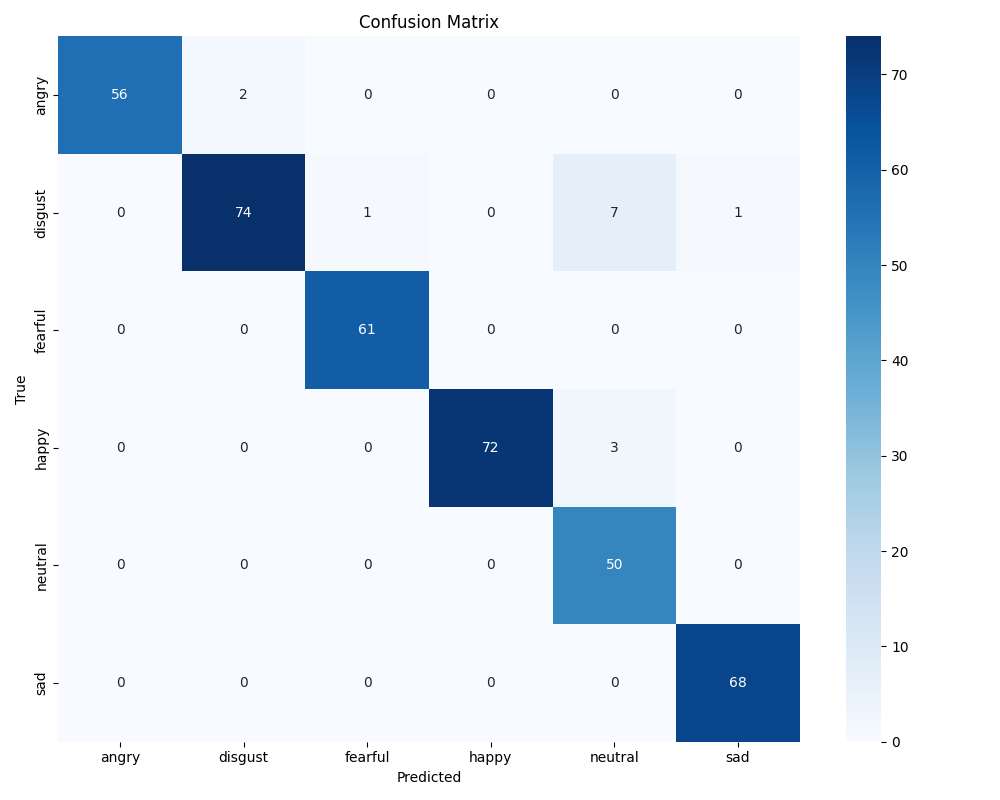 Confusion Matrix
angry 56 2 0 0 0 0
disgust 0 74 1 0 7 1
fearful 0 0 61 0 0 0
happy 0 0 0 72 3 0
neutral 0 0 0 0 50 0
sad 0 0 0 0 0 68
angry disgust fearful happy neutral sad
Predicted
True
70
60
50
40
30
20
10
0